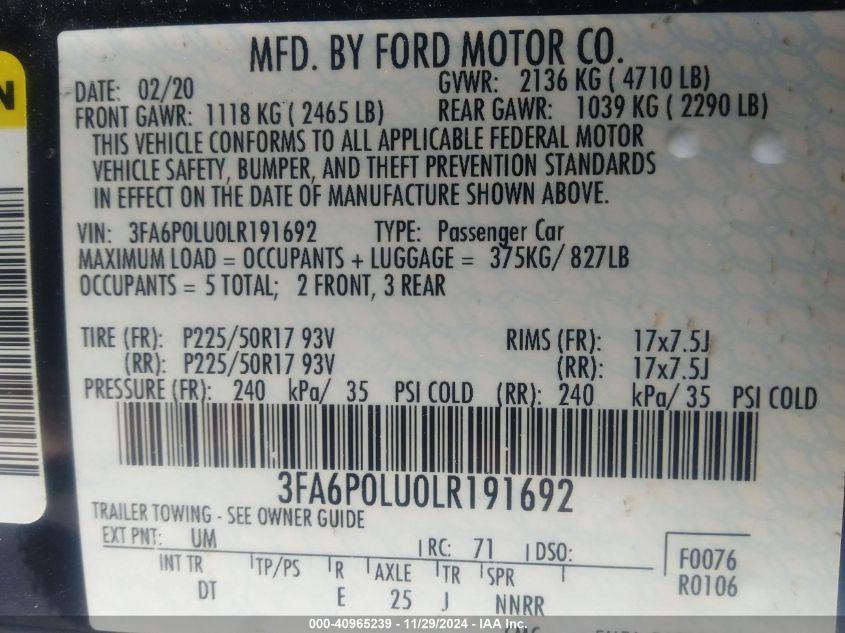 N
MFD. BY FORD MOTOR CO.
DATE: 02/20 GVWR: 2136 KG ( 4710 LB)
FRONT GAWR: 1118 KG ( 2465 LB) REAR GAWR: 1039 KG ( 2290 LB)
THIS VEHICLE CONFORMS TO ALL APPLICABLE FEDERAL MOTOR
VEHICLE SAFETY, BUMPER, AND THEFT PREVENTION STANDARDS
IN EFFECT ON THE DATE OF MANUFACTURE SHOWN ABOVE.
VIN: 3FA6P0LU0LR191692 TYPE: Passenger Car
MAXIMUM LOAD = OCCUPANTS + LUGGAGE = 375KG/ 827LB
OCCUPANTS = 5 TOTAL; 2 FRONT, 3 REAR
TIRE (FR): P225/50R17 93V RIMS (FR): 17x7.5J
(RR): P225/50R17 93V (RR): 17x7.5J
PRESSURE (FR): 240 kPa/ 35 PSI COLD (RR): 240 kPa/ 35 PSI COLD
3FA6P0LU0LR191692
TRAILER TOWING - SEE OWNER GUIDE
EXT PNT: UM RC: 71 DSO:
INT TR TP/PS R AXLE TR SPR F0076
DT E 25 J NNRR R0106
000-40965239 - 11/29/2024 - IAA Inc.